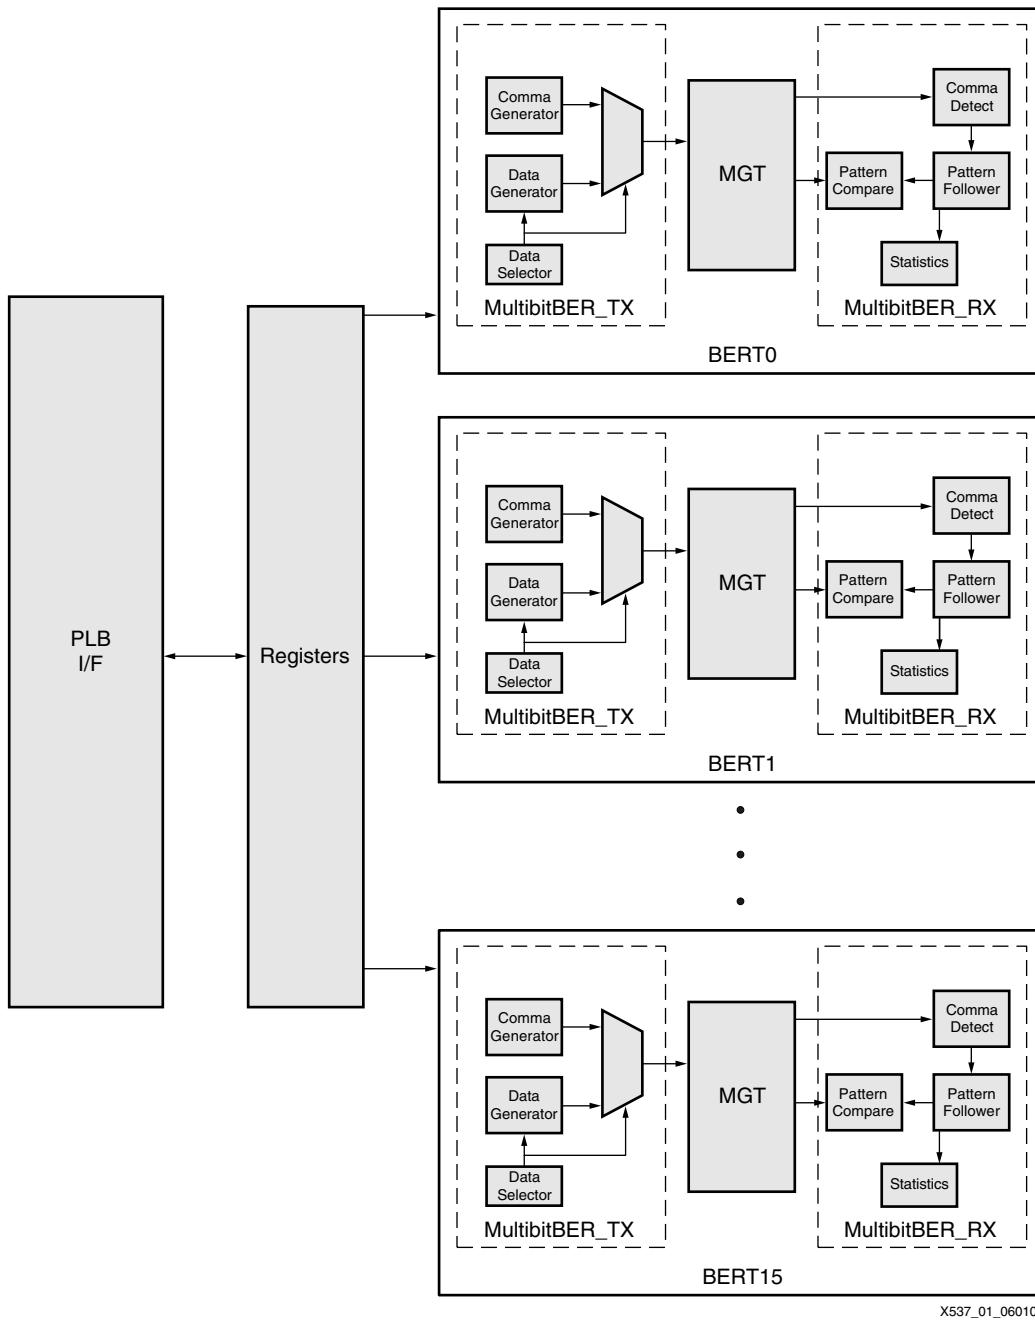 Comma
Generator
Data
Generator
Data
Selector
MultibitBER_TX
MGT
Comma
Detect
Pattern
Compare
Pattern
Follower
Statistics
MultibitBER_RX
BERT0
PLB
I/F
Registers
Comma
Generator
Data
Generator
Data
Selector
MultibitBER_TX
MGT
Comma
Detect
Pattern
Compare
Pattern
Follower
Statistics
MultibitBER_RX
BERT1
Comma
Generator
Data
Generator
Data
Selector
MultibitBER_TX
MGT
Comma
Detect
Pattern
Compare
Pattern
Follower
Statistics
MultibitBER_RX
BERT15
X537_01_06010